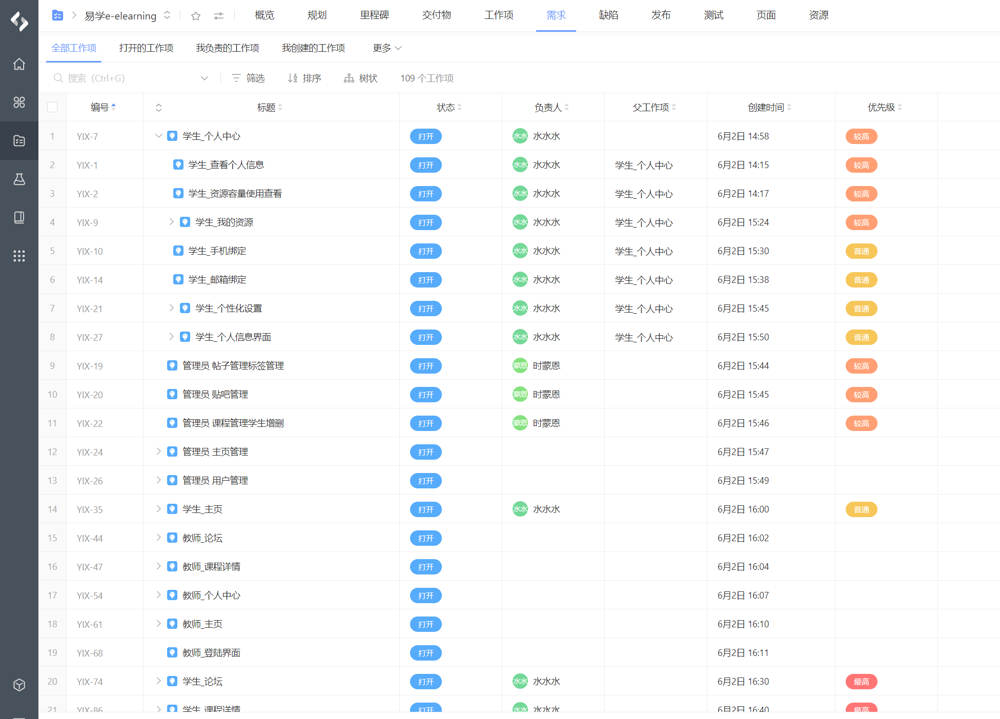 易学e-elearning 概览 规划 里程碑 交付物 工作项 需求 缺陷 发布 测试 页面 资源
全部工作项 打开的工作项 我负责的工作项 我创建的工作项 更多
搜索 (Ctrl+G) 筛选 排序 树状 109 个工作项
编号 标题 状态 负责人 父工作项 创建时间 优先级
1 YIX-7 学生_个人中心 打开 水水 水水水 6月2日 14:58 较高
2 YIX-1 学生_查看个人信息 打开 水水 水水水 学生_个人中心 6月2日 14:15 较高
3 YIX-2 学生_资源容量使用查看 打开 水水 水水水 学生_个人中心 6月2日 14:17 较高
4 YIX-9 学生_我的资源 打开 水水 水水水 学生_个人中心 6月2日 15:24 较高
5 YIX-10 学生_手机绑定 打开 水水 水水水 学生_个人中心 6月2日 15:30 普通
6 YIX-14 学生_邮箱绑定 打开 水水 水水水 学生_个人中心 6月2日 15:38 普通
7 YIX-21 学生_个性化设置 打开 水水 水水水 学生_个人中心 6月2日 15:45 普通
8 YIX-27 学生_个人信息界面 打开 水水 水水水 学生_个人中心 6月2日 15:50 普通
9 YIX-19 管理员 帖子管理标签管理 打开 蒙恩 时蒙恩 6月2日 15:44 较高
10 YIX-20 管理员 贴吧管理 打开 蒙恩 时蒙恩 6月2日 15:45 较高
11 YIX-22 管理员 课程管理学生增删 打开 蒙恩 时蒙恩 6月2日 15:46 较高
12 YIX-24 管理员 主页管理 打开 6月2日 15:47
13 YIX-26 管理员 用户管理 打开 6月2日 15:49
14 YIX-35 学生_主页 打开 水水 水水水 6月2日 16:00 普通
15 YIX-44 教师_论坛 打开 6月2日 16:02
16 YIX-47 教师_课程详情 打开 6月2日 16:04
17 YIX-54 教师_个人中心 打开 6月2日 16:07
18 YIX-61 教师_主页 打开 6月2日 16:10
19 YIX-68 教师_登陆界面 打开 6月2日 16:11
20 YIX-74 学生_论坛 打开 水水 水水水 6月2日 16:30 最高
21 YIX-86 学生_课程详情 打开 水水 水水水 6月2日 16:40 最高